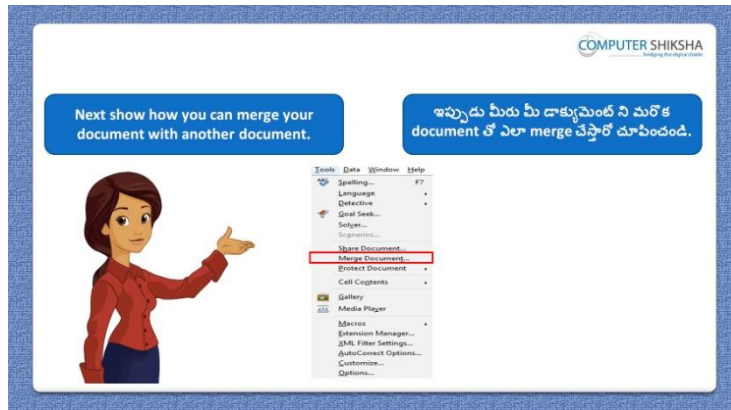 COMPUTER SHIKSHA
bridging the digital divide
Next show how you can merge your
document with another document.
ఇప్పుడు మీరు మీ డాక్యుమెంట్ ని మరొక
document తో ఎలా merge చేస్తారో చూపించండి.
Tools Data Window Help
Spelling... F7
Language
Detective
Goal Seek...
Solver...
Scenarios...
Share Document...
Merge Document...
Protect Document
Cell Contents
Gallery
Media Player
Macros
Extension Manager...
XML Filter Settings...
AutoCorrect Options...
Customize...
Options...